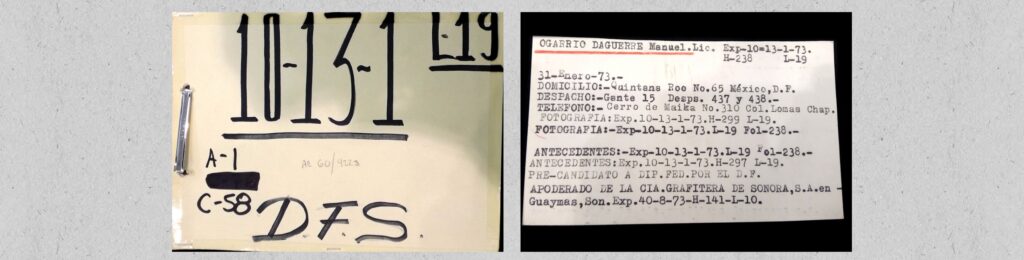 10-13-1
L-19
A-1
C-58
D.F.S.
OGARRIO DAGUERRE Manuel.Lic. Exp-10=13-1-73.
H-238 L-19
31-Enero-73.-
DOMICILIO:-Quintana Roo No.65 México,D.F.
DESPACHO:-Gante 15 Desps. 437 y 438.-
TELEFONO:- Cerro de Maika No.310 Col.Lomas Chap.
FOTOGRAFIA:Exp.10-13-1-73.H-299 L-19.
FOTOGRAFIA:-Exp-10-13-1-73.L-19 Fol-238.-
ANTECEDENTES:-Exp-10-13-1-73.L-19 Fol-238.-
ANTECEDENTES:Exp.10-13-1-73.H-297 L-19.
PRE-CANDIDATO A DIP.FED.POR EL D.F.
APODERADO DE LA CIA.GRAFITERA DE SONORA,S.A.en -
Guaymas,Son.Exp.40-8-73-H-141-L-10.